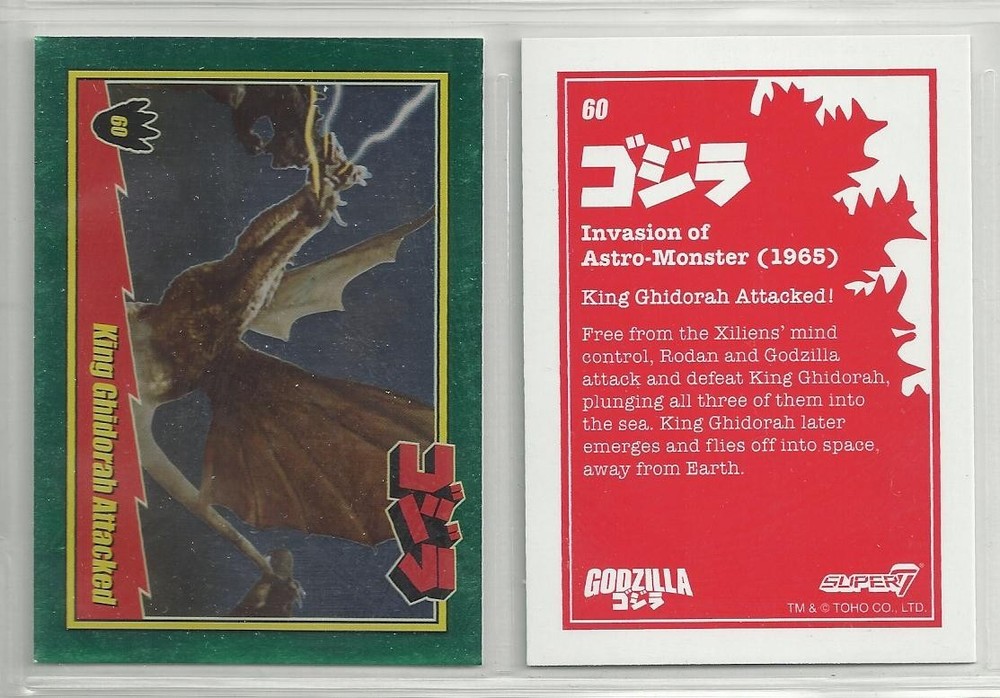 60
King Ghidorah Attacked
ゴジラ
60
ゴジラ
Invasion of
Astro-Monster (1965)
King Ghidorah Attacked!
Free from the Xiliens' mind
control, Rodan and Godzilla
attack and defeat King Ghidorah,
plunging all three of them into
the sea. King Ghidorah later
emerges and flies off into space,
away from Earth.
GODZILLA
ゴジラ
SUPER7
TM & © TOHO CO., LTD.